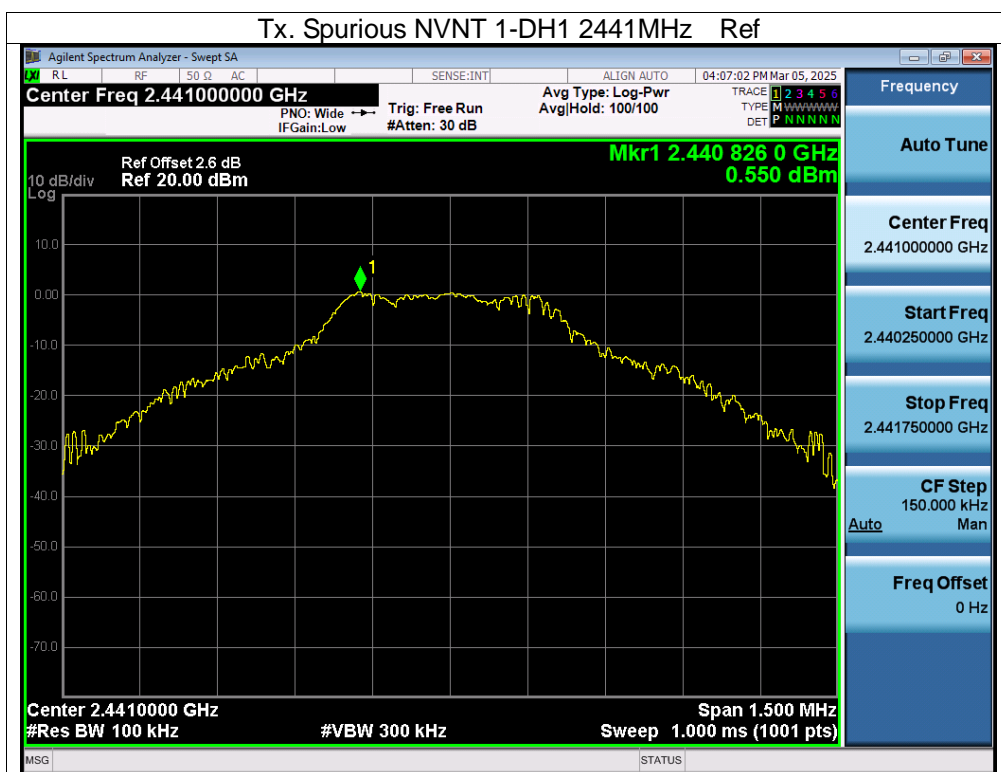 Tx. Spurious NVNT 1-DH1 2441MHz Ref
Agilent Spectrum Analyzer - Swept SA
LXI RL RF 50 Ω AC SENSE:INT ALIGN AUTO 04:07:02 PM Mar 05, 2025
Center Freq 2.441000000 GHz
PNO: Wide
IFGain:Low
Trig: Free Run
#Atten: 30 dB
Avg Type: Log-Pwr
Avg|Hold: 100/100
TRACE 1 2 3 4 5 6
TYPE M WWWWW
DET P N N N N N
Ref Offset 2.6 dB
10 dB/div Ref 20.00 dBm
Log
Mkr1 2.440 826 0 GHz
0.550 dBm
1
10.0
0.00
-10.0
-20.0
-30.0
-40.0
-50.0
-60.0
-70.0
Center 2.4410000 GHz
Span 1.500 MHz
#Res BW 100 kHz
#VBW 300 kHz
Sweep 1.000 ms (1001 pts)
MSG
STATUS
Frequency
Auto Tune
Center Freq
2.441000000 GHz
Start Freq
2.440250000 GHz
Stop Freq
2.441750000 GHz
CF Step
150.000 kHz
Auto Man
Freq Offset
0 Hz